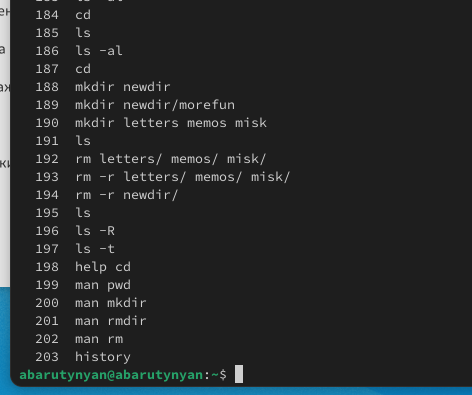 184 cd
185 ls
186 ls -al
187 cd
188 mkdir newdir
189 mkdir newdir/morefun
190 mkdir letters memos misk
191 ls
192 rm letters/ memos/ misk/
193 rm -r letters/ memos/ misk/
194 rm -r newdir/
195 ls
196 ls -R
197 ls -t
198 help cd
199 man pwd
200 man mkdir
201 man rmdir
202 man rm
203 history
abarutynyan@abarutynyan:~$